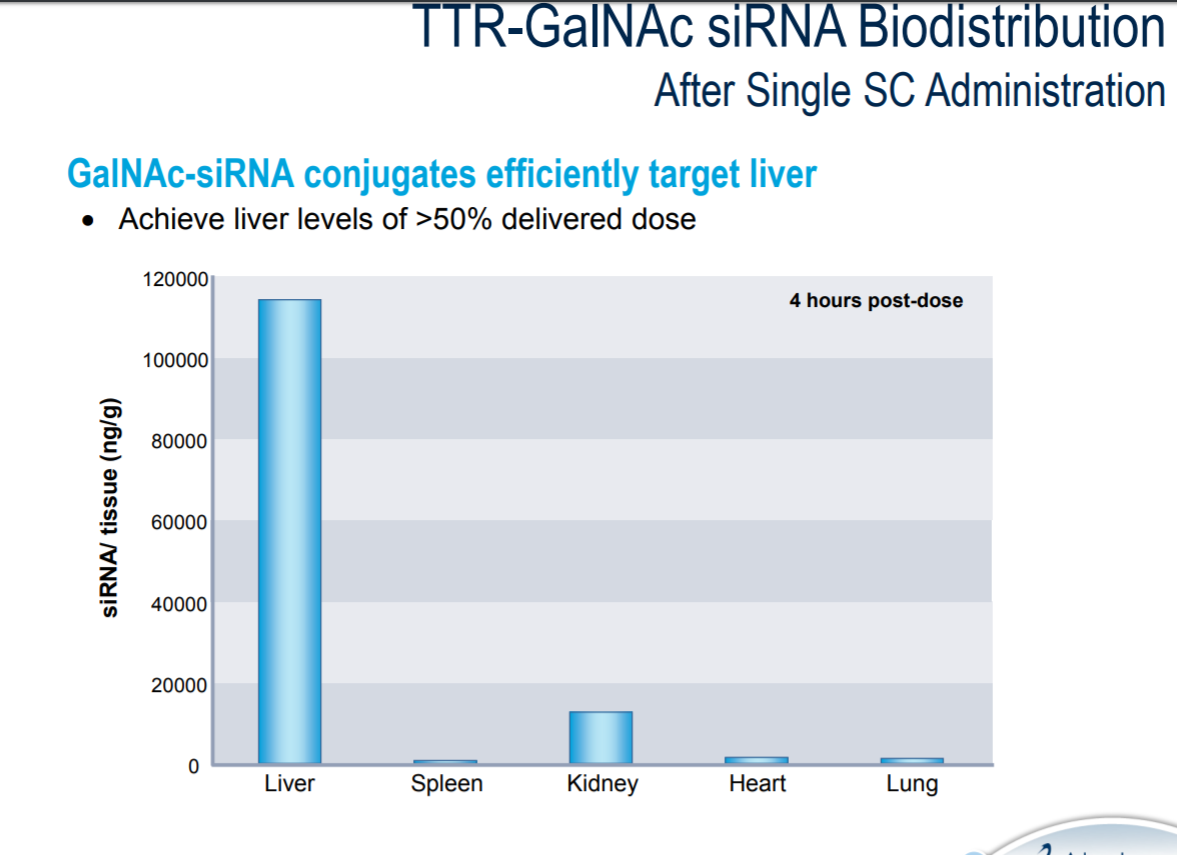 TTR-GalNAc siRNA Biodistribution
After Single SC Administration
GalNAc-siRNA conjugates efficiently target liver
• Achieve liver levels of >50% delivered dose
4 hours post-dose
siRNA/ tissue (ng/g)
120000
100000
80000
60000
40000
20000
0
Liver Spleen Kidney Heart Lung